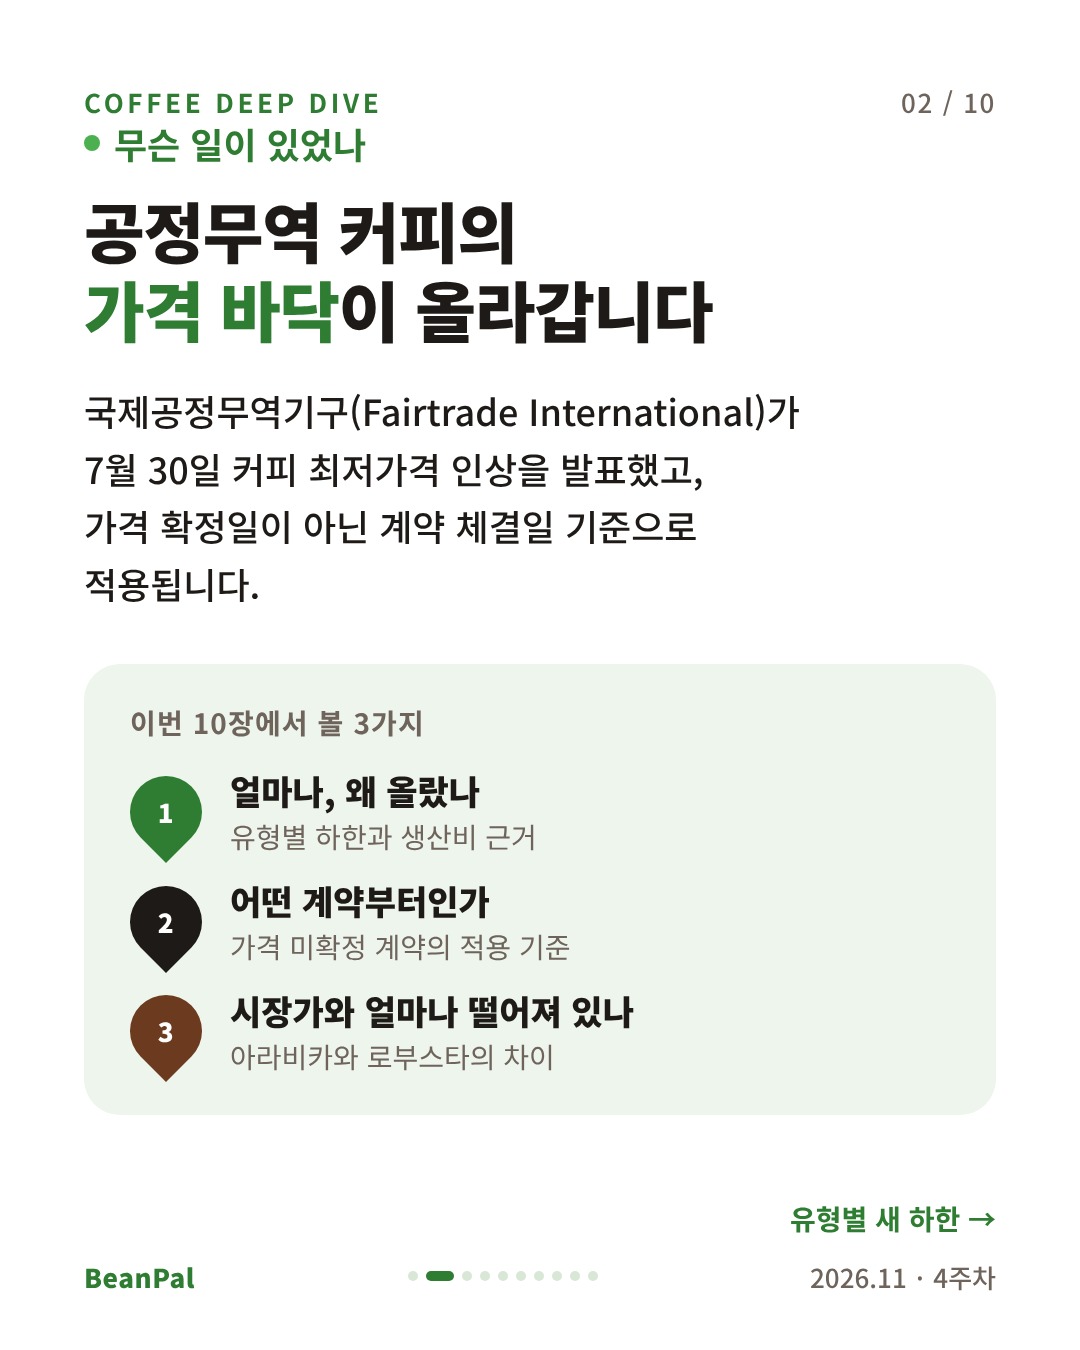 COFFEE DEEP DIVE
02 / 10
무슨 일이 있었나
공정무역 커피의
가격 바닥이 올라갑니다
국제공정무역기구(Fairtrade International)가
7월 30일 커피 최저가격 인상을 발표했고,
가격 확정일이 아닌 계약 체결일 기준으로
적용됩니다.
이번 10장에서 볼 3가지
1
얼마나, 왜 올랐나
유형별 하한과 생산비 근거
2
어떤 계약부터인가
가격 미확정 계약의 적용 기준
3
시장가와 얼마나 떨어져 있나
아라비카와 로부스타의 차이
유형별 새 하한 →
BeanPal
2026.11 · 4주차